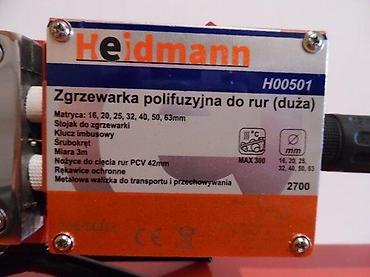 Heidmann
H00501
Zgrzewarka polifuzyjna do rur (duża)
Matryca: 16, 20, 25, 32, 40, 50, 63mm
Stojak do zgrzewarki
Klucz imbusowy
Śrubokręt
Miara 3m
Nożyce do cięcia rur PCV 42mm
Rękawice ochronne
Metalowa walizka do transportu i przechowywania
°C
MAX 300
mm
16, 20, 25,
32, 40, 50, 63
2700
CE